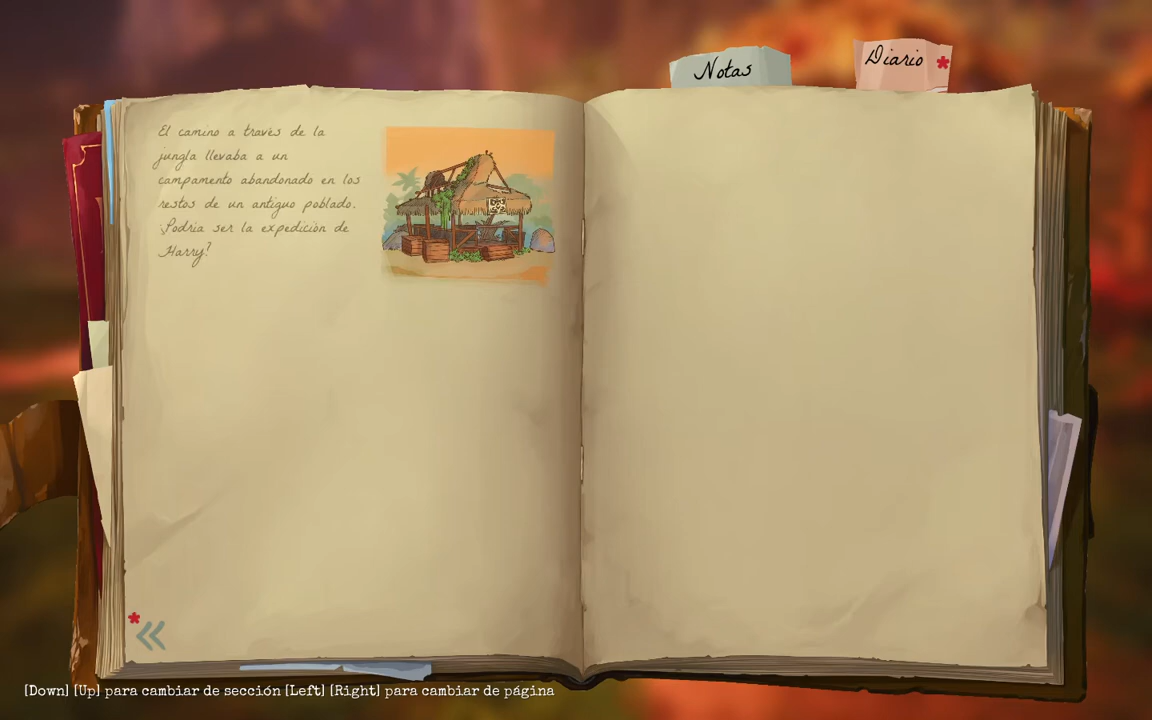 Notas
Diario
El camino a través de la
jungla llevaba a un
campamento abandonado en los
restos de un antiguo poblado.
¿Podría ser la expedición de
Harry?
[Down] [Up] para cambiar de sección [Left] [Right] para cambiar de página